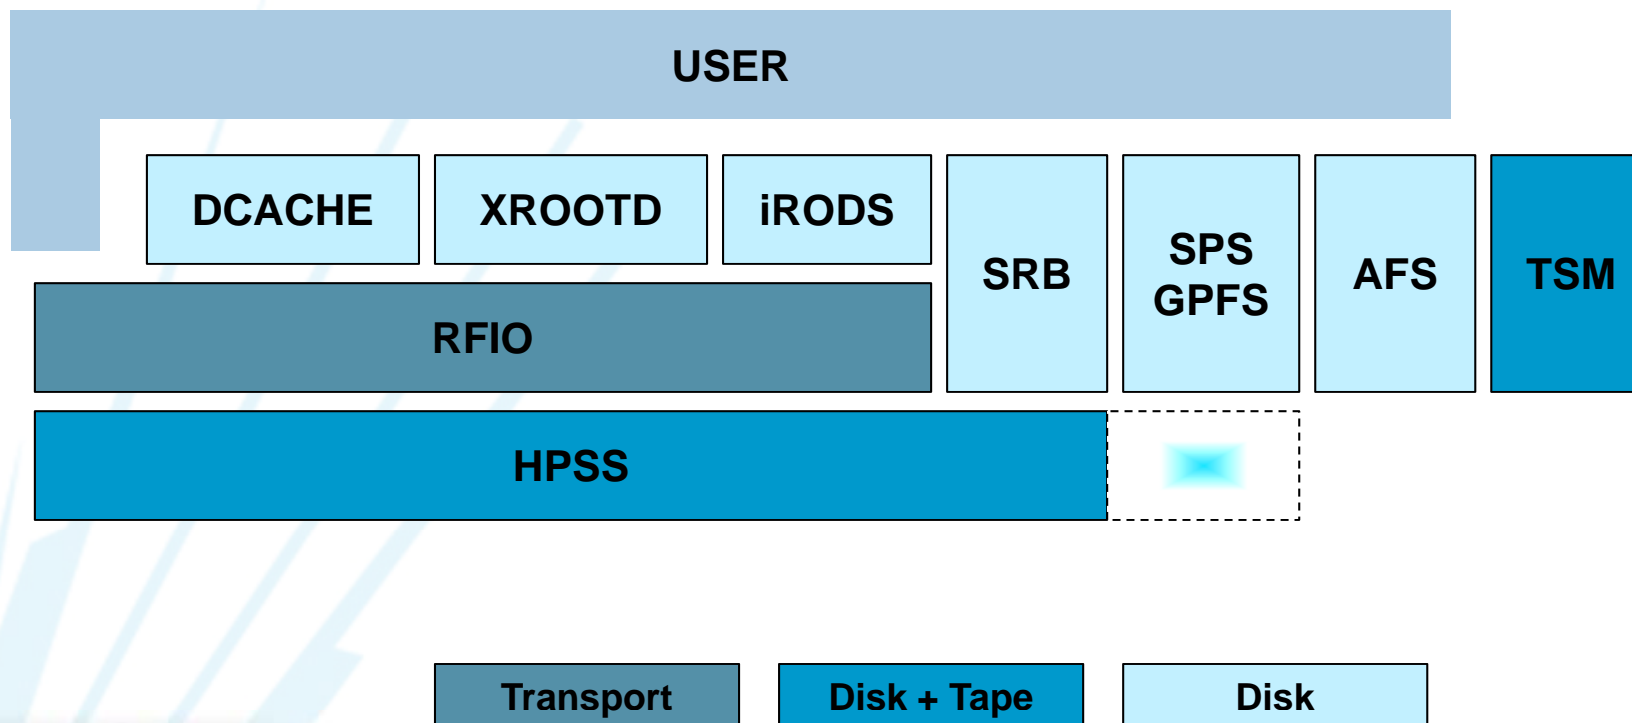 USER
DCACHE
XROOTD
iRODS
SRB
SPS
GPFS
AFS
TSM
RFIO
HPSS
Transport
Disk + Tape
Disk